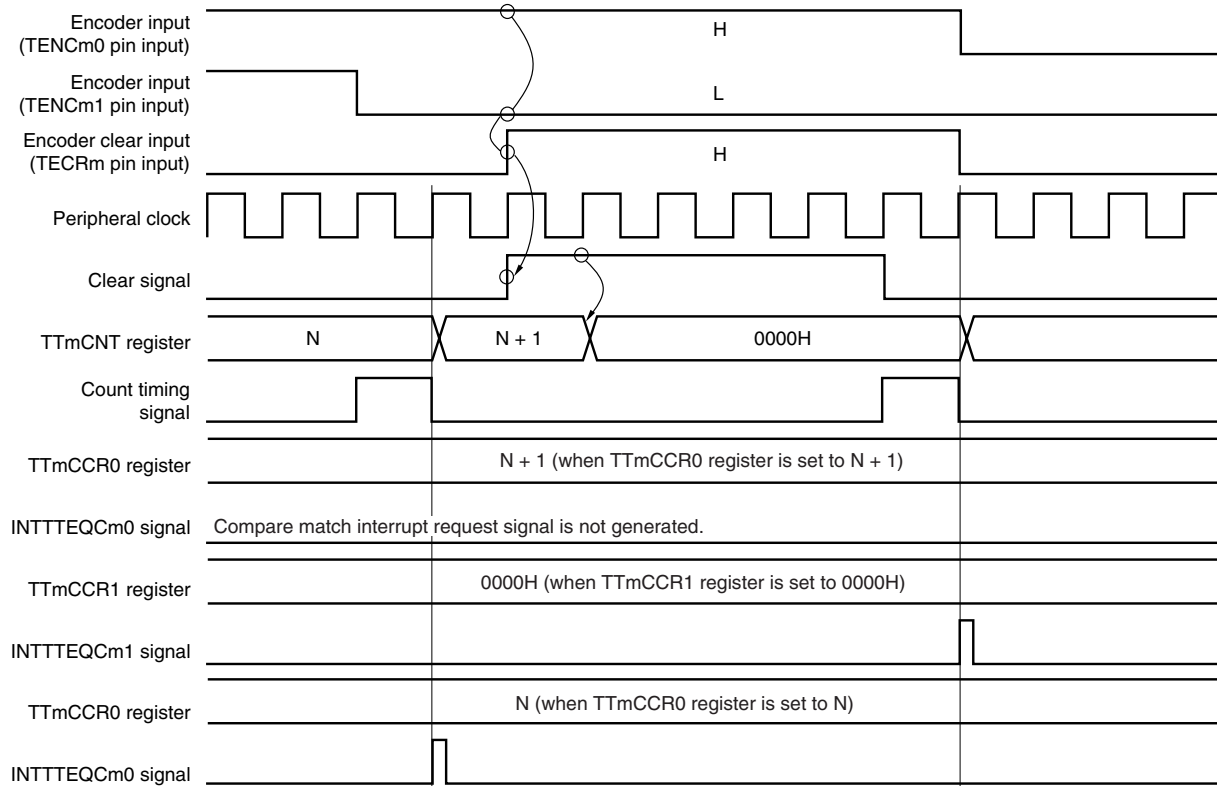 Encoder input
(TENCm0 pin input)
H
Encoder input
(TENCm1 pin input)
L
Encoder clear input
(TECRm pin input)
H
Peripheral clock
Clear signal
TTmCNT register
N
N + 1
0000H
Count timing
signal
TTmCCR0 register
N + 1 (when TTmCCR0 register is set to N + 1)
INTTTEQCm0 signal
Compare match interrupt request signal is not generated.
TTmCCR1 register
0000H (when TTmCCR1 register is set to 0000H)
INTTTEQCm1 signal
TTmCCR0 register
N (when TTmCCR0 register is set to N)
INTTTEQCm0 signal